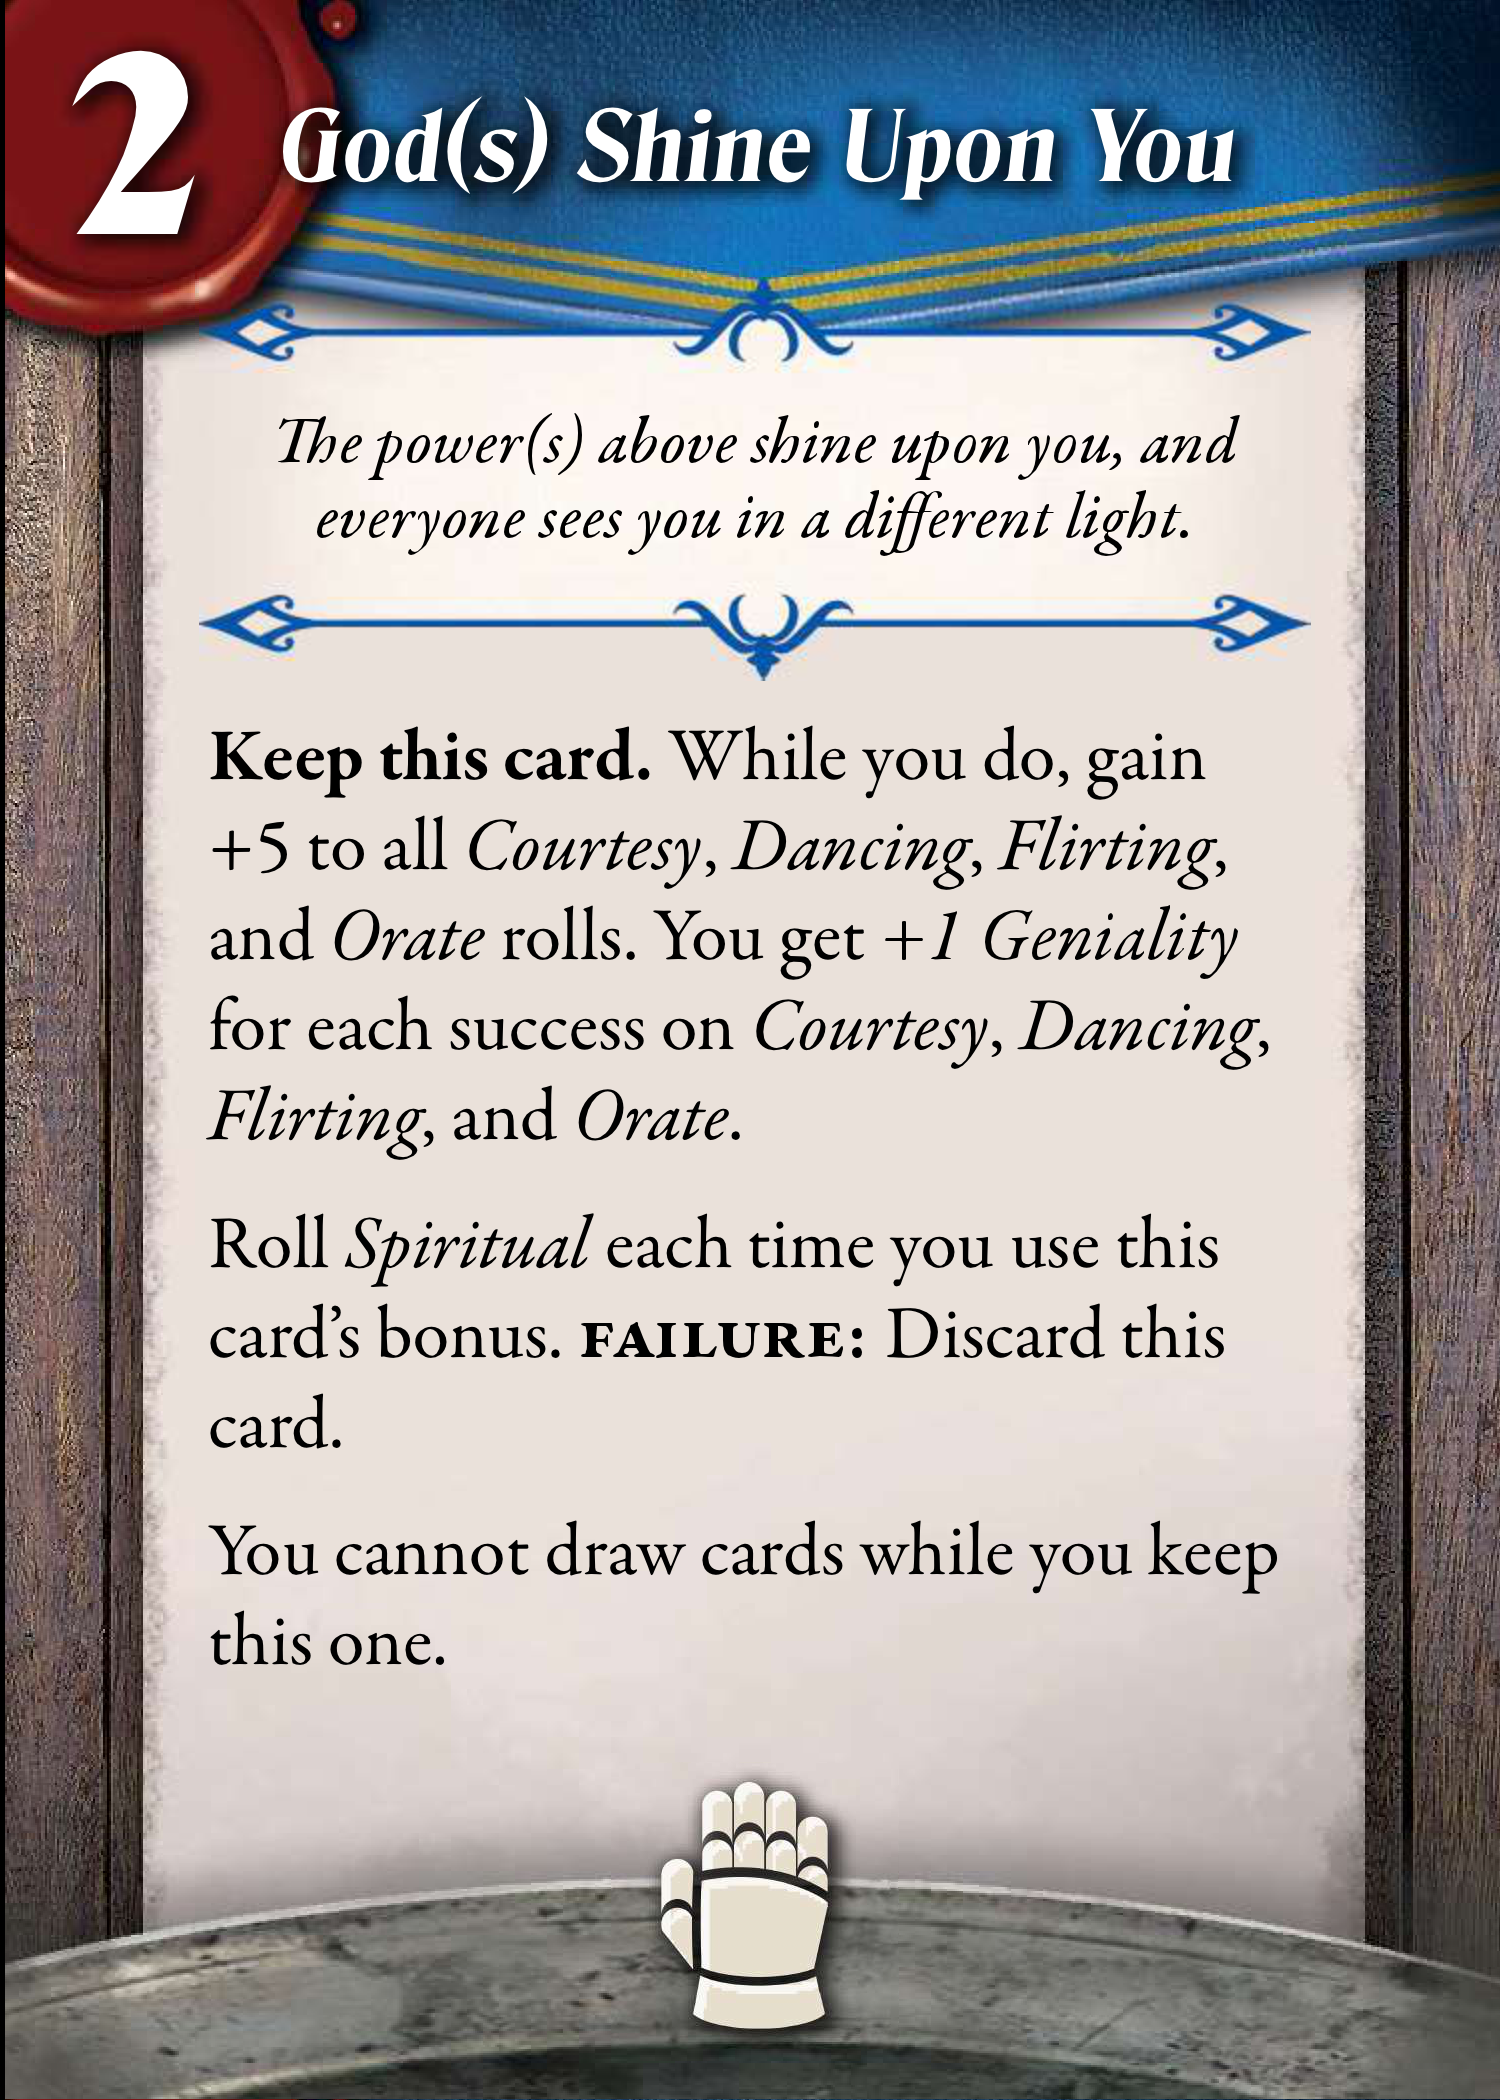 2
God(s) Shine Upon You
The power(s) above shine upon you, and
everyone sees you in a different light.
Keep this card. While you do, gain
+5 to all Courtesy, Dancing, Flirting,
and Orate rolls. You get +1 Geniality
for each success on Courtesy, Dancing,
Flirting, and Orate.
Roll Spiritual each time you use this
card’s bonus. FAILURE: Discard this
card.
You cannot draw cards while you keep
this one.